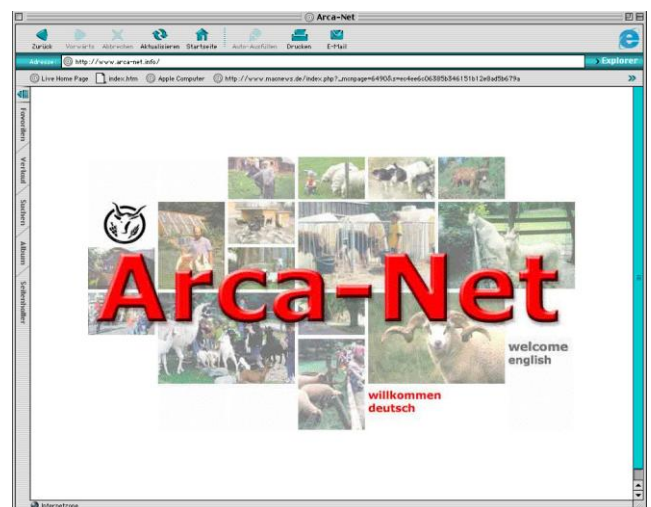 Arca-Net
Zurück Vorwärts Abbrechen Aktualisieren Startseite Auto-Ausfüllen Drucken E-Mail
Adresse: http://www.arca-net.info/ Explorer
Live Home Page index.htm Apple Computer
Favoriten
Verlauf
Suchen
Album
Seitenhalter
Arca-Net
welcome
english
willkommen
deutsch
Internetzone